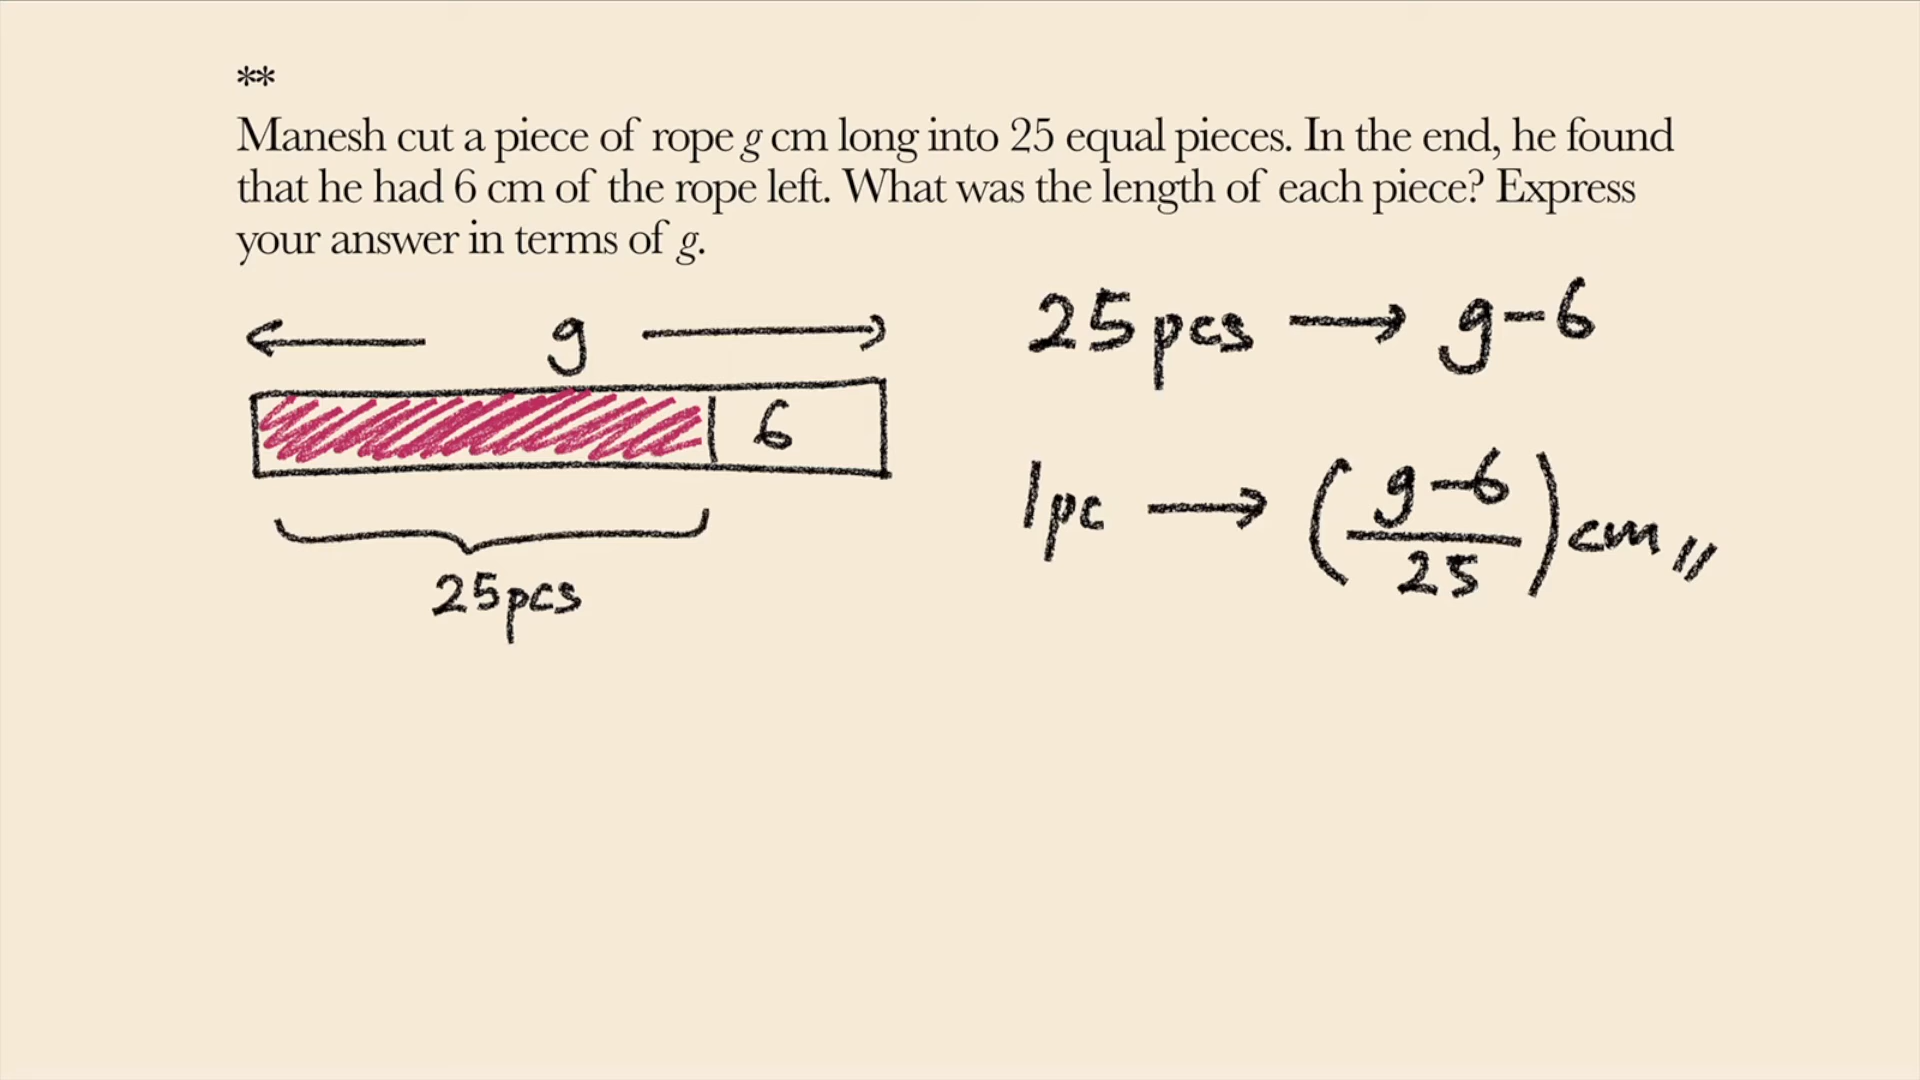 **
Manesh cut a piece of rope g cm long into 25 equal pieces. In the end, he found
that he had 6 cm of the rope left. What was the length of each piece? Express
your answer in terms of g.
g
6
25pcs
25pcs → g-6
1pc → (g-6/25) cm